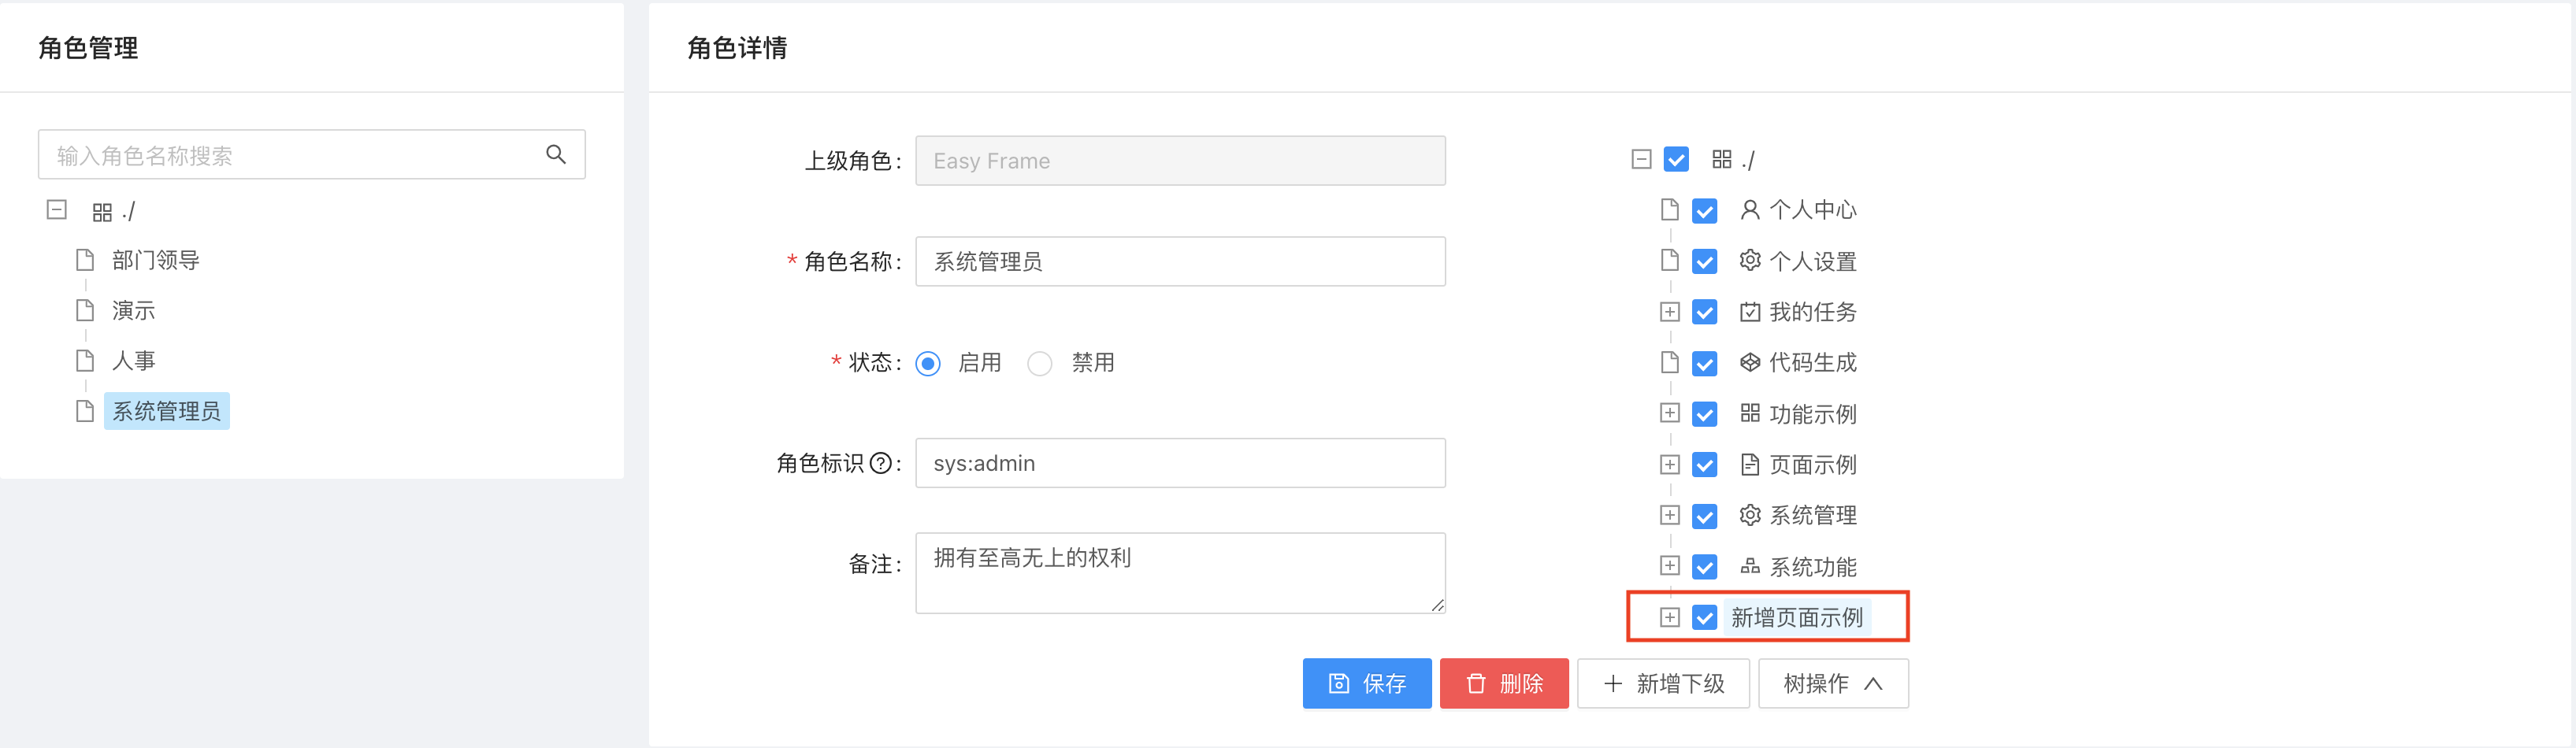 角色管理
输入角色名称搜索
./
部门领导
演示
人事
系统管理员
角色详情
上级角色: Easy Frame
* 角色名称: 系统管理员
* 状态: 启用 禁用
角色标识?: sys:admin
备注: 拥有至高无上的权利
./
个人中心
个人设置
我的任务
代码生成
功能示例
页面示例
系统管理
系统功能
新增页面示例
保存 删除 新增下级 树操作